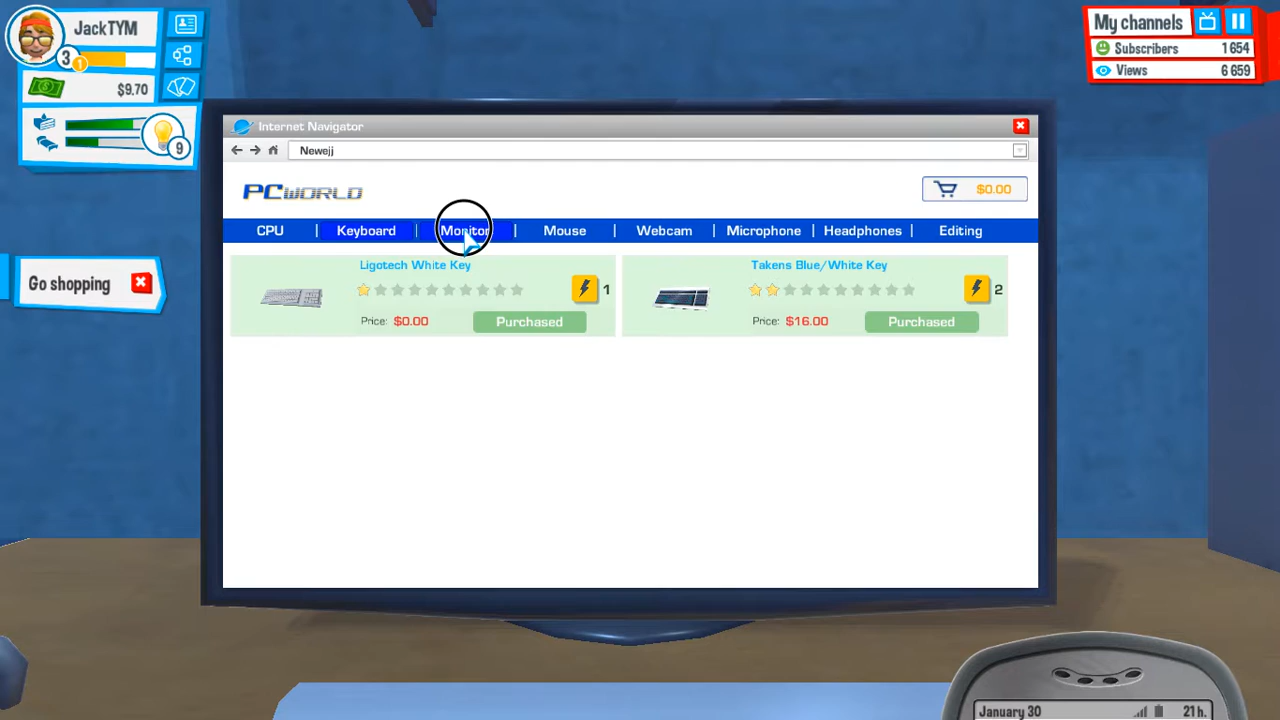 JackTYM
3
1
$9.70
9
My channels
Subscribers 1 654
Views 6 659
Internet Navigator
Newejj
PCWORLD
$0.00
CPU | Keyboard | Monitor | Mouse | Webcam | Microphone | Headphones | Editing
Go shopping
Ligotech White Key
1
Price: $0.00 Purchased
Takens Blue/White Key
2
Price: $16.00 Purchased
January 30 21 h.